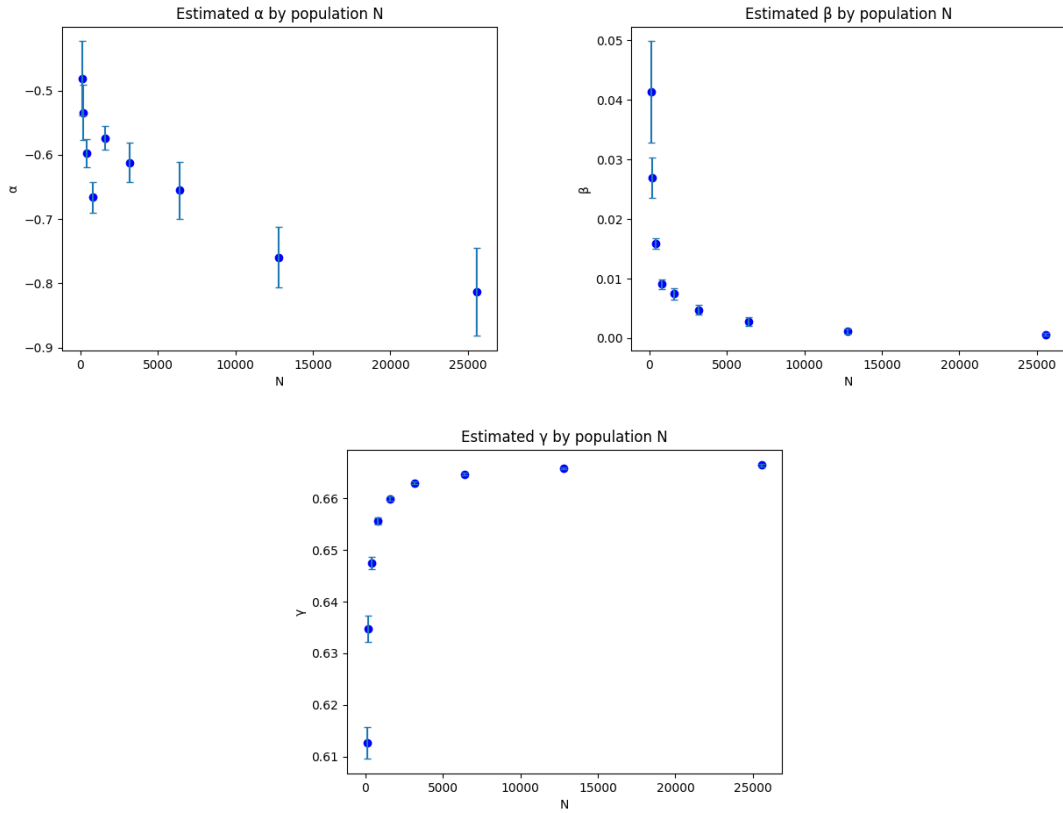 Estimated α by population N
−0.5
−0.6
−0.7
−0.8
−0.9
α
0 5000 10000 15000 20000 25000
N
Estimated β by population N
0.05
0.04
0.03
0.02
0.01
0.00
β
0 5000 10000 15000 20000 25000
N
Estimated γ by population N
0.66
0.65
0.64
0.63
0.62
0.61
γ
0 5000 10000 15000 20000 25000
N